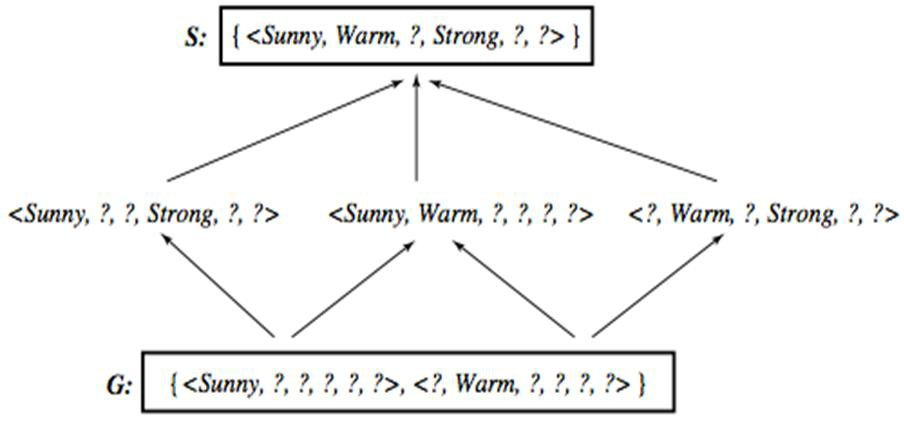 S: { <Sunny, Warm, ?, Strong, ?, ?> }
<Sunny, ?, ?, Strong, ?, ?> <Sunny, Warm, ?, ?, ?, ?> <?, Warm, ?, Strong, ?, ?>
G: { <Sunny, ?, ?, ?, ?, ?>, <?, Warm, ?, ?, ?, ?> }